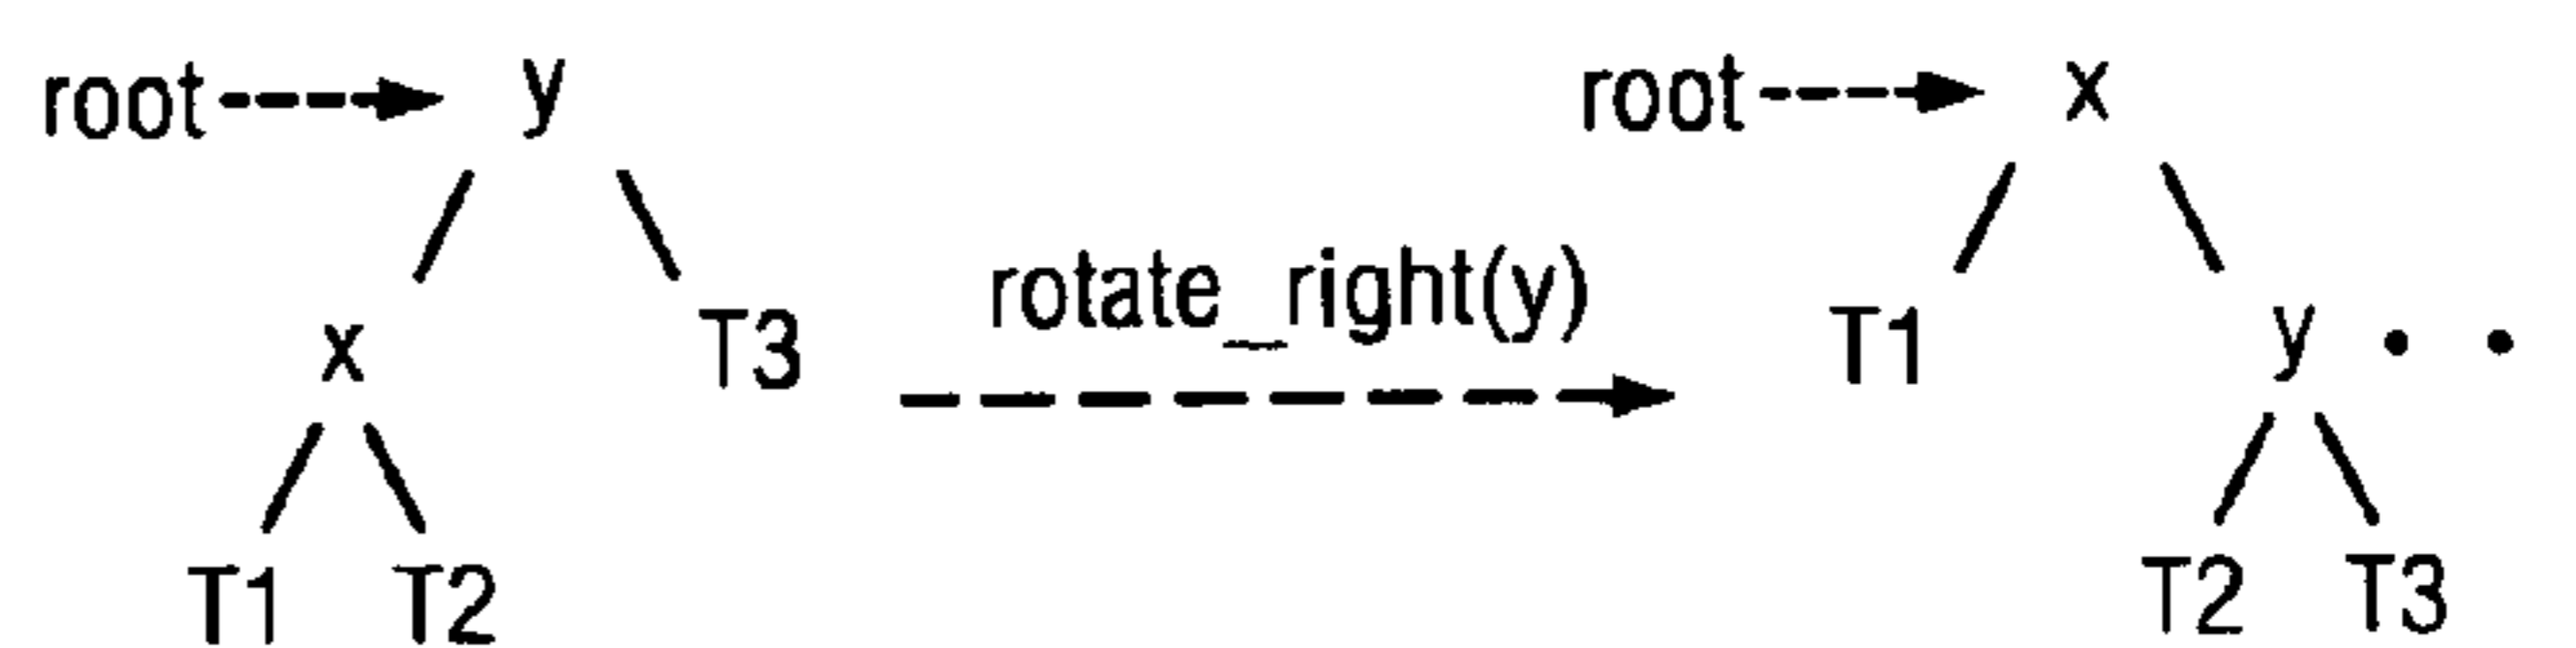 root y
root x
rotate_right(y)
x T3
T1 y
T1 T2
T2 T3